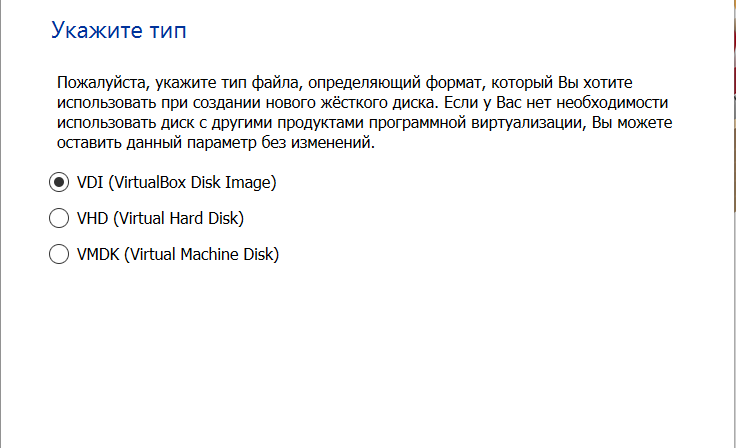 Укажите тип
Пожалуйста, укажите тип файла, определяющий формат, который Вы хотите
использовать при создании нового жёсткого диска. Если у Вас нет необходимости
использовать диск с другими продуктами программной виртуализации, Вы можете
оставить данный параметр без изменений.
VDI (VirtualBox Disk Image)
VHD (Virtual Hard Disk)
VMDK (Virtual Machine Disk)